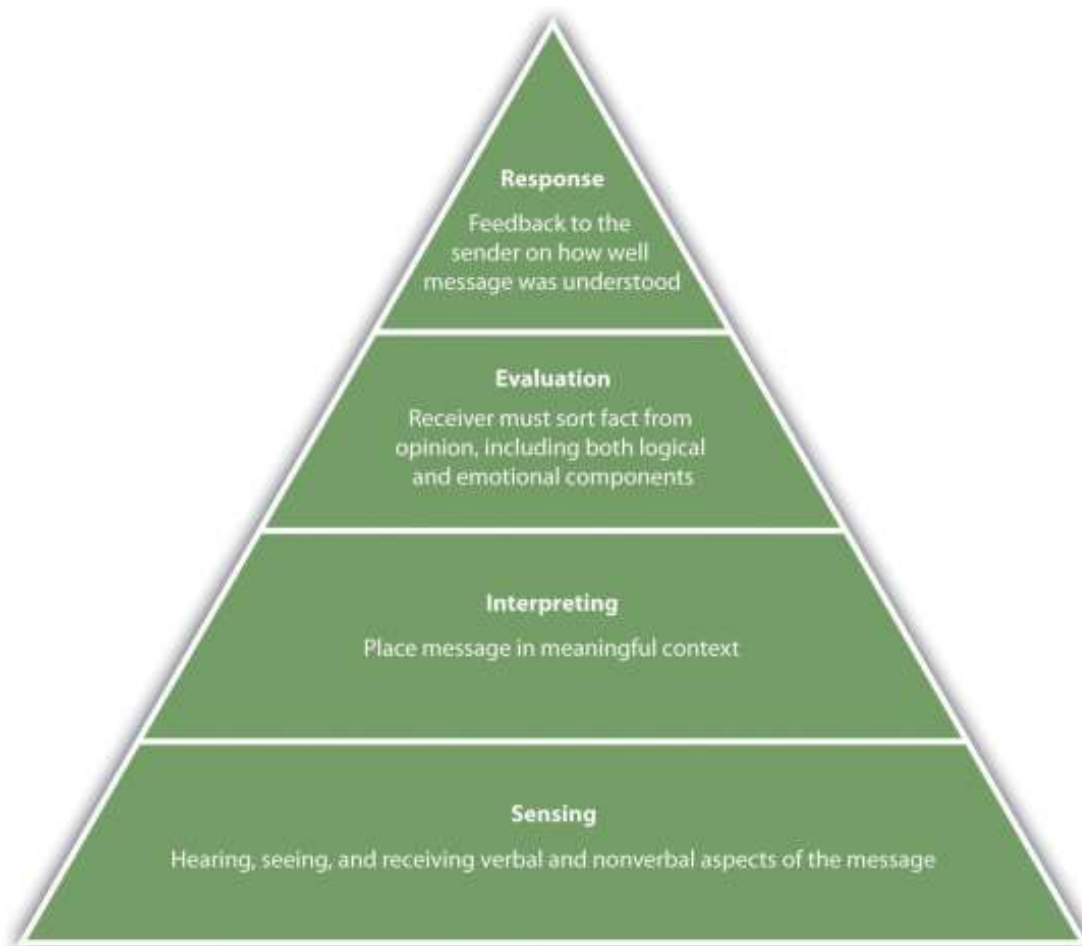 Response
Feedback to the
sender on how well
message was understood
Evaluation
Receiver must sort fact from
opinion, including both logical
and emotional components
Interpreting
Place message in meaningful context
Sensing
Hearing, seeing, and receiving verbal and nonverbal aspects of the message